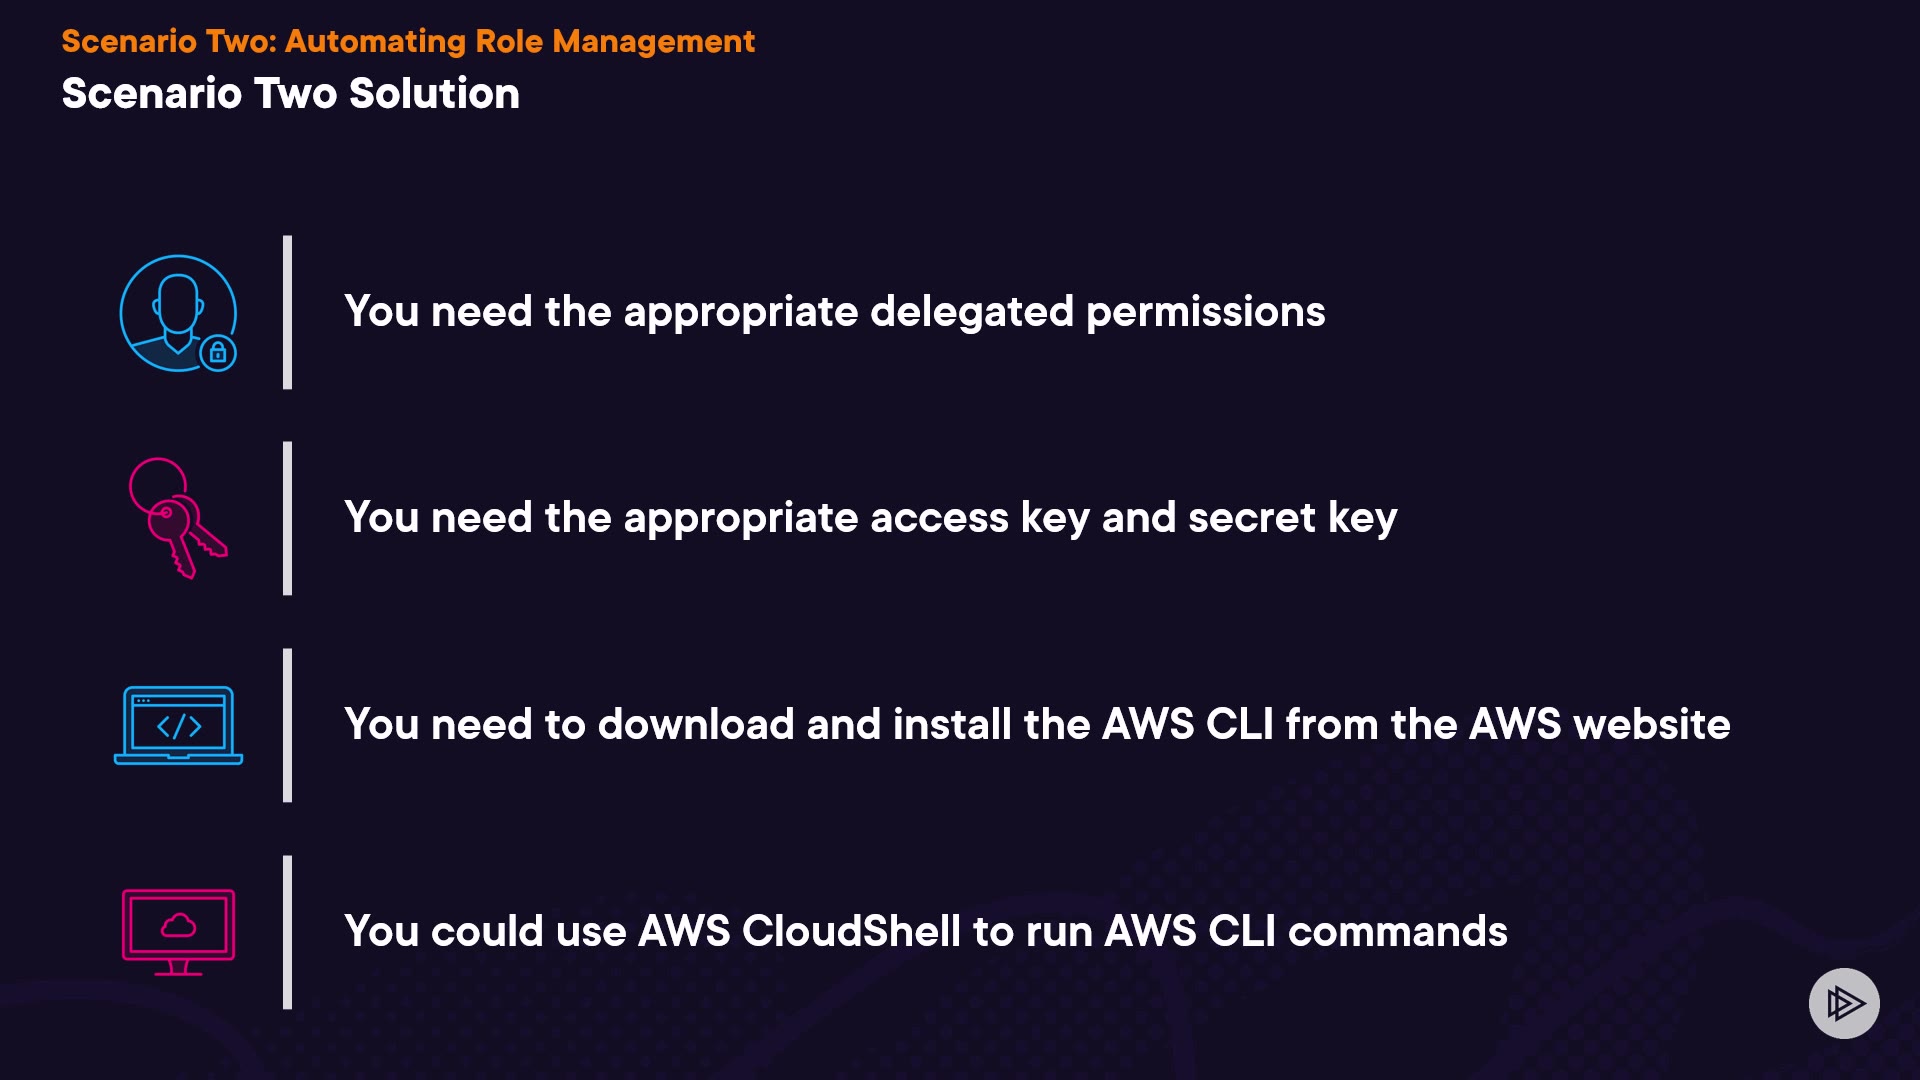 Scenario Two: Automating Role Management
Scenario Two Solution
You need the appropriate delegated permissions
You need the appropriate access key and secret key
</>
You need to download and install the AWS CLI from the AWS website
You could use AWS CloudShell to run AWS CLI commands